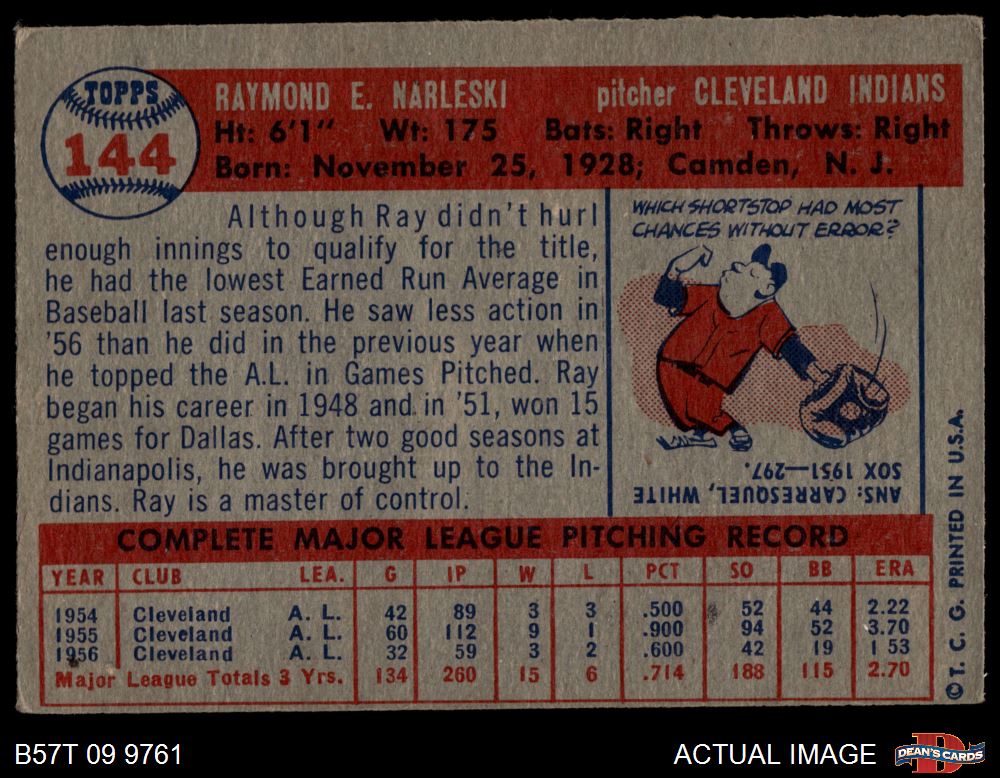 TOPPS
144
RAYMOND E. NARLESKI pitcher CLEVELAND INDIANS
Ht: 6'1" Wt: 175 Bats: Right Throws: Right
Born: November 25, 1928; Camden, N. J.
Although Ray didn't hurl
enough innings to qualify for the title,
he had the lowest Earned Run Average in
Baseball last season. He saw less action in
'56 than he did in the previous year when
he topped the A.L. in Games Pitched. Ray
began his career in 1948 and in '51, won 15
games for Dallas. After two good seasons at
Indianapolis, he was brought up to the In-
dians. Ray is a master of control.
WHICH SHORTSTOP HAD MOST
CHANCES WITHOUT ERROR?
ANS: CARRESQUEL, WHITE
SOX 1951—297.
COMPLETE MAJOR LEAGUE PITCHING RECORD
YEAR CLUB LEA. G IP W L PCT SO BB ERA
1954 Cleveland A. L. 42 89 3 3 .500 52 44 2.22
1955 Cleveland A. L. 60 112 9 1 .900 94 52 3.70
1956 Cleveland A. L. 32 59 3 2 .600 42 19 1 53
Major League Totals 3 Yrs. 134 260 15 6 .714 188 115 2.70
© T. C. G. PRINTED IN U.S.A.
B57T 09 9761 ACTUAL IMAGE
DEAN'S CARDS